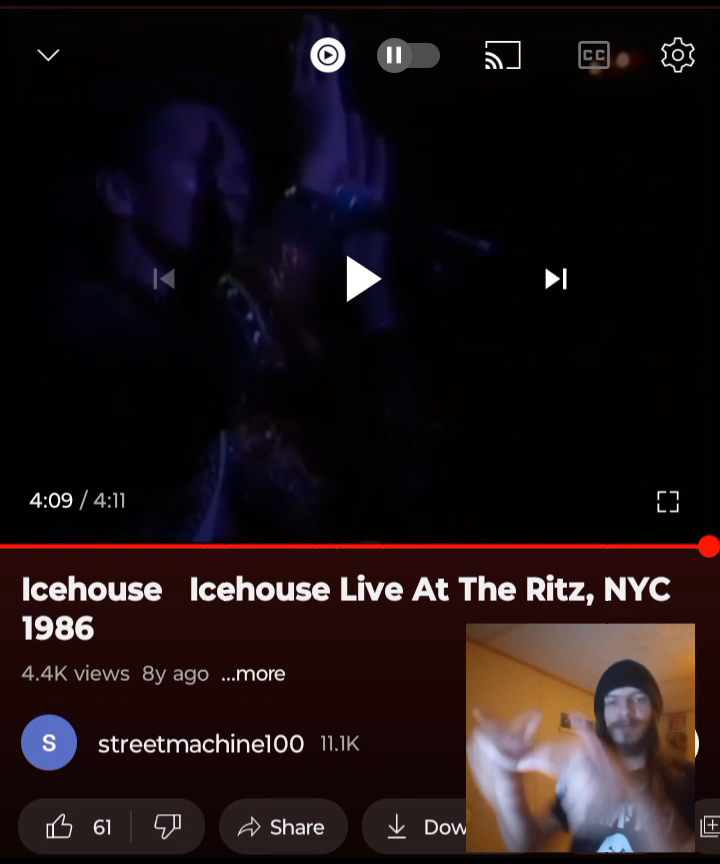 CC
4:09 / 4:11
Icehouse Icehouse Live At The Ritz, NYC
1986
4.4K views 8y ago ...more
S streetmachine100 11.1K
61 Share Dow